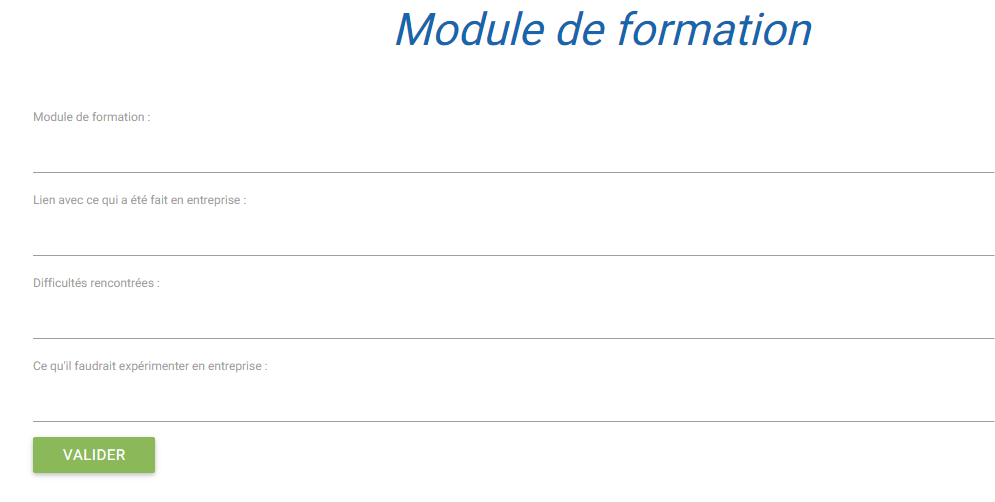 Module de formation
Module de formation :
Lien avec ce qui a été fait en entreprise :
Difficultés rencontrées :
Ce qu'il faudrait expérimenter en entreprise :
VALIDER